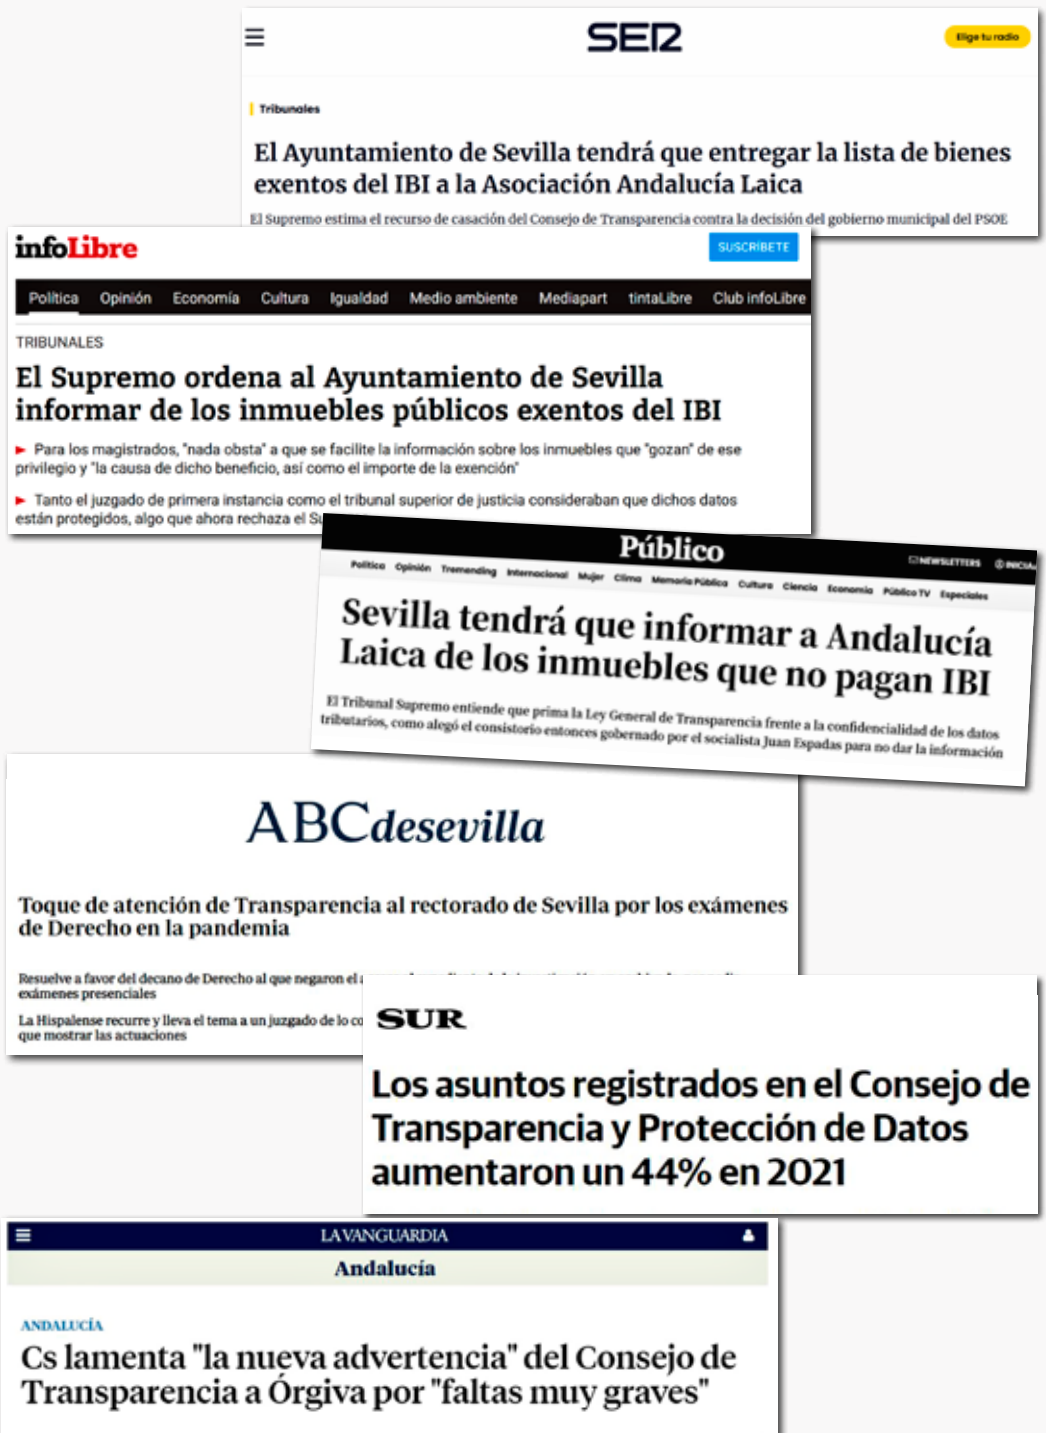 SER
Elige tu radio
Tribunales
El Ayuntamiento de Sevilla tendrá que entregar la lista de bienes
exentos del IBI a la Asociación Andalucía Laica
El Supremo estima el recurso de casación del Consejo de Transparencia contra la decisión del gobierno municipal del PSOE
infoLibre
SUSCRÍBETE
Política Opinión Economía Cultura Igualdad Medio ambiente Mediapart tintaLibre Club infoLibre
TRIBUNALES
El Supremo ordena al Ayuntamiento de Sevilla
informar de los inmuebles públicos exentos del IBI
Para los magistrados, "nada obsta" a que se facilite la información sobre los inmuebles que "gozan" de ese
privilegio y "la causa de dicho beneficio, así como el importe de la exención"
Tanto el juzgado de primera instancia como el tribunal superior de justicia consideraban que dichos datos
están protegidos, algo que ahora rechaza el
Público
NEWSLETTERS
Política Opinión Tremending Internacional Mujer Clima Memoria Pública Cultura Ciencia Economía Público TV Especiales
Sevilla tendrá que informar a Andalucía
Laica de los inmuebles que no pagan IBI
El Tribunal Supremo entiende que prima la Ley General de Transparencia frente a la confidencialidad de los datos
tributarios, como alegó el consistorio entonces gobernado por el socialista Juan Espadas para no dar la información
ABCdesevilla
Toque de atención de Transparencia al rectorado de Sevilla por los exámenes
de Derecho en la pandemia
Resuelve a favor del decano de Derecho al que negaron el
exámenes presenciales
La Hispalense recurre y lleva el tema a un juzgado de lo
que mostrar las actuaciones
SUR
Los asuntos registrados en el Consejo de
Transparencia y Protección de Datos
aumentaron un 44% en 2021
LA VANGUARDIA
Andalucía
ANDALUCÍA
Cs lamenta "la nueva advertencia" del Consejo de
Transparencia a Órgiva por "faltas muy graves"